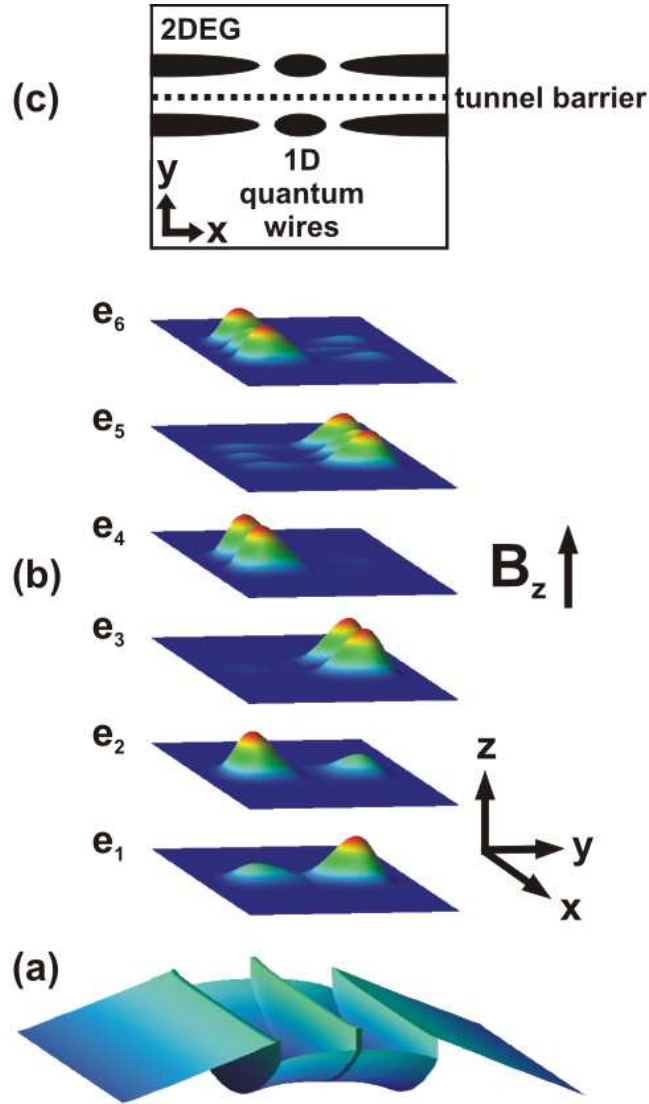 2DEG
(c)
tunnel barrier
1D
quantum
wires
y
x
e6
e5
e4
(b)
Bz
e3
e2
z
y
x
e1
(a)